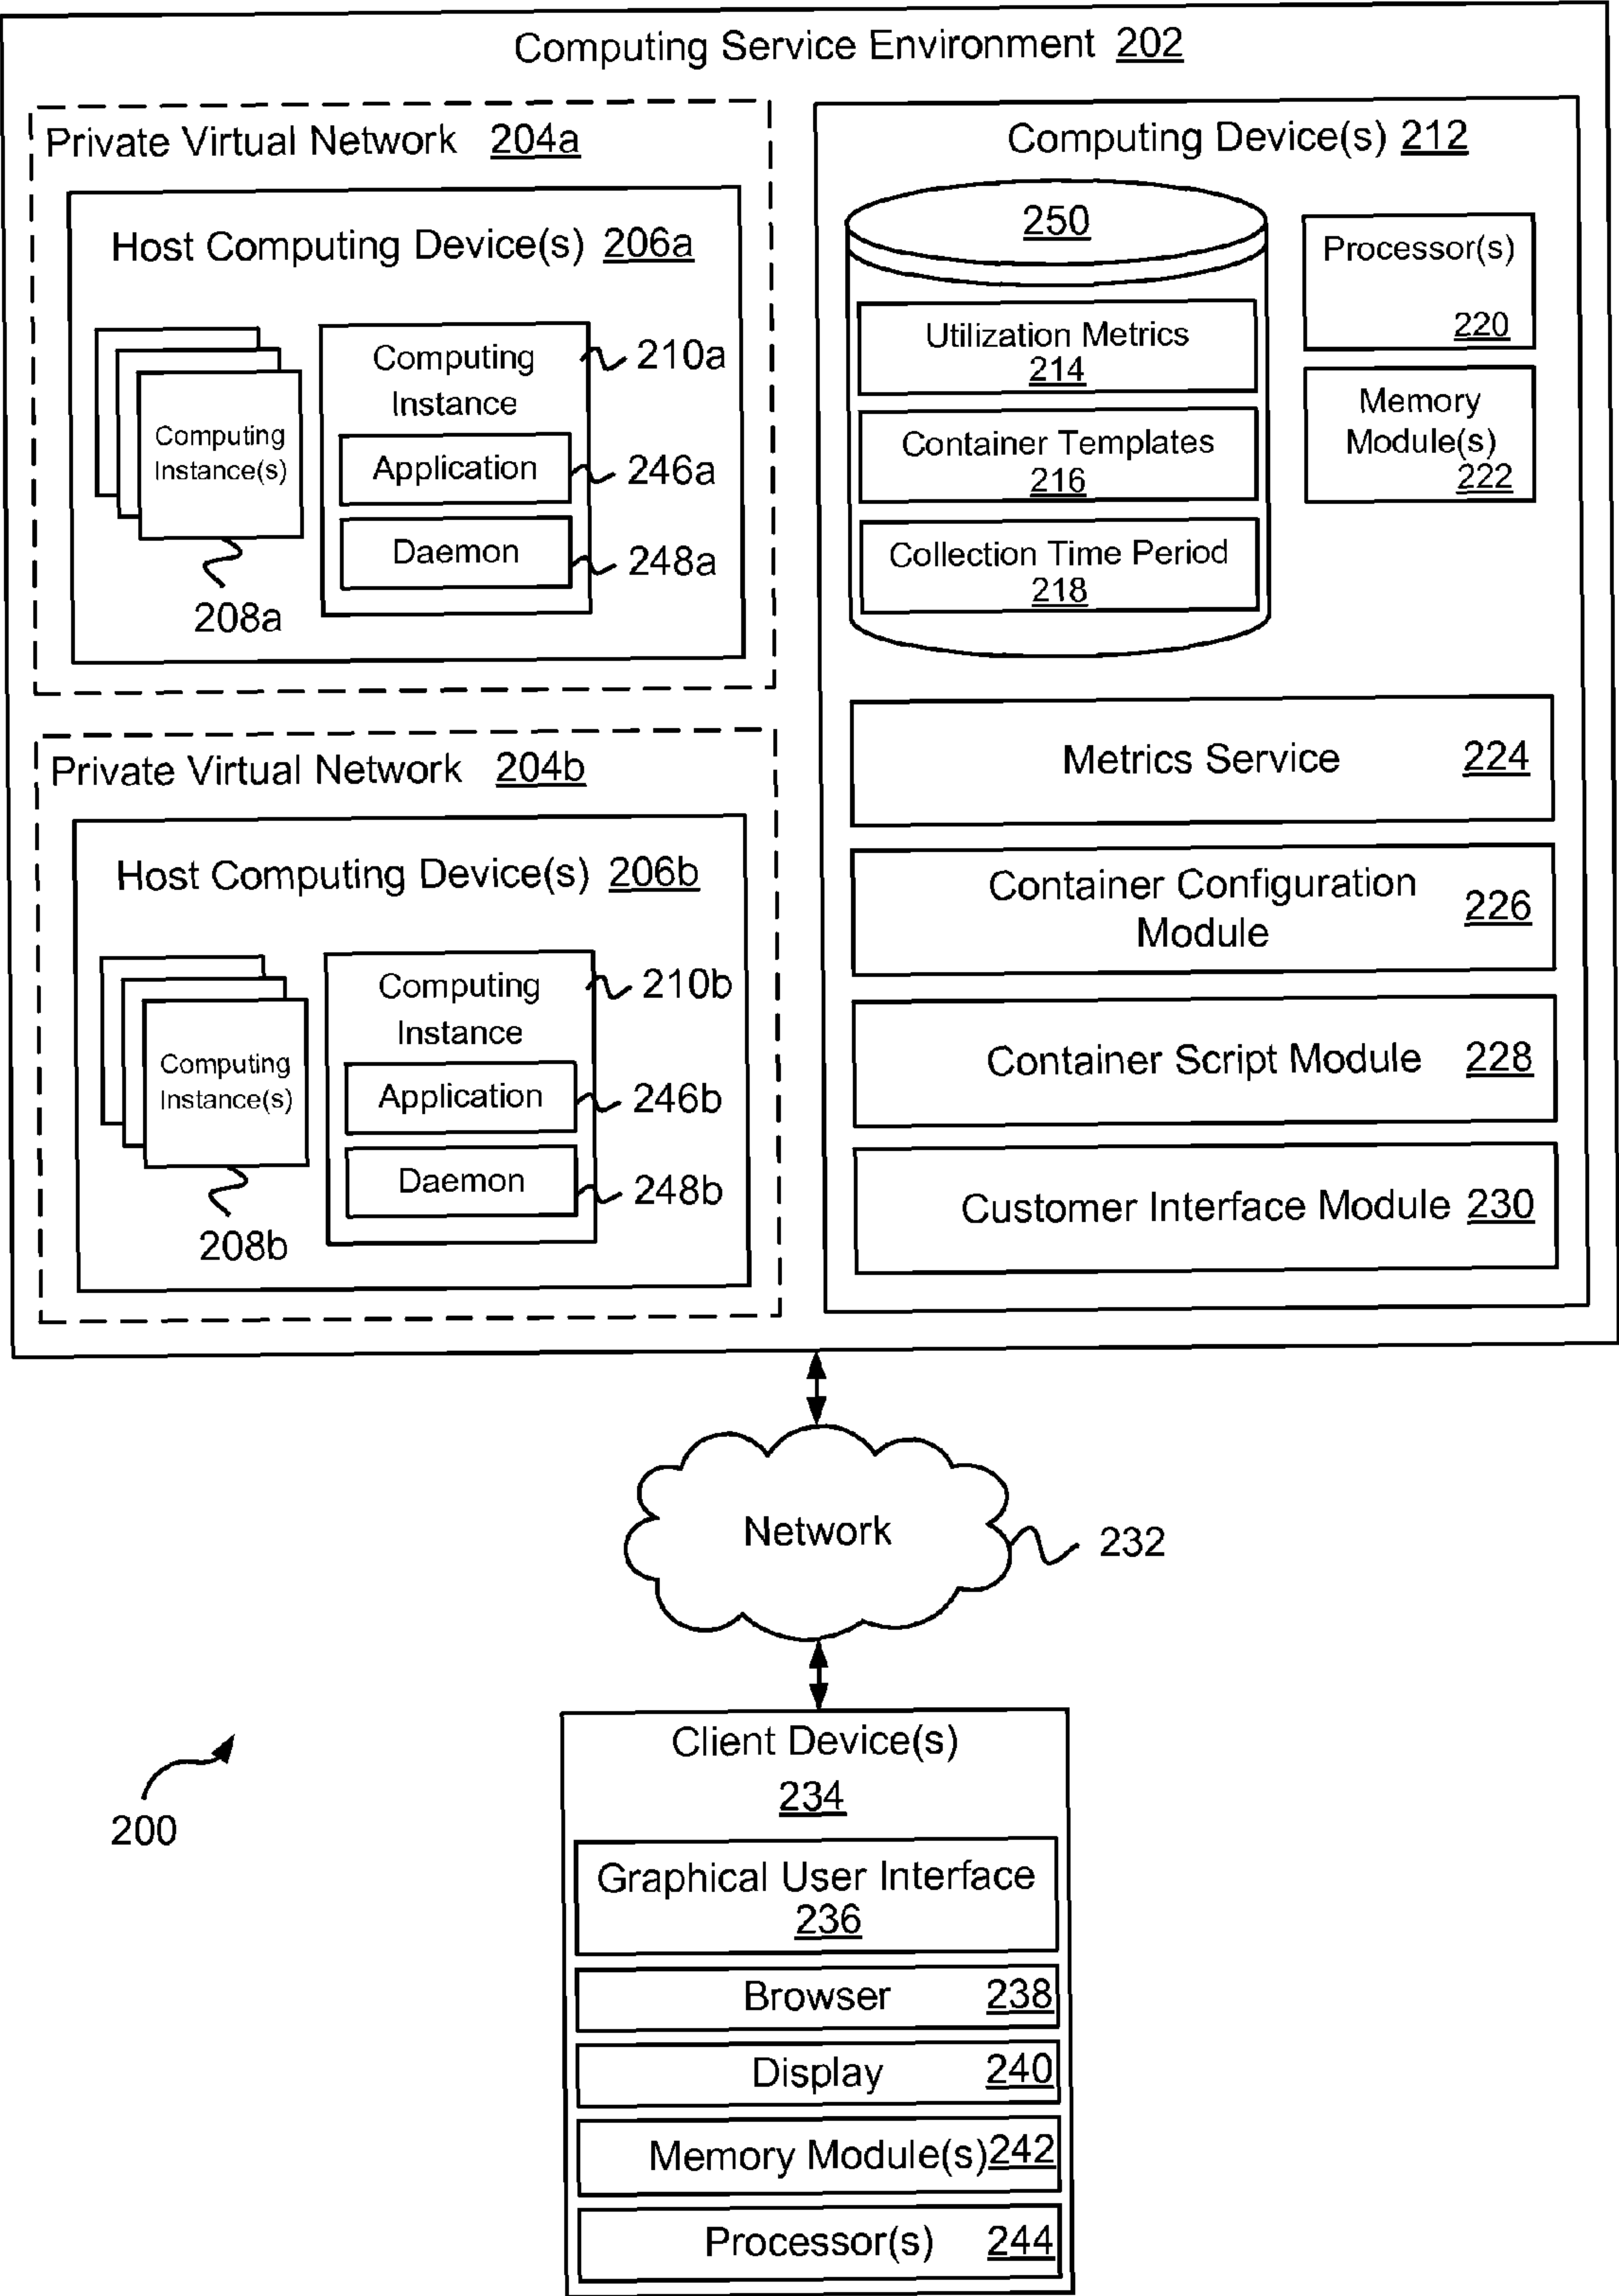 Computing Service Environment 202
Private Virtual Network 204a
Host Computing Device(s) 206a
Computing
Instance(s)
208a
Computing
Instance
210a
Application
246a
Daemon
248a
Private Virtual Network 204b
Host Computing Device(s) 206b
Computing
Instance(s)
208b
Computing
Instance
210b
Application
246b
Daemon
248b
Computing Device(s) 212
250
Utilization Metrics
214
Container Templates
216
Collection Time Period
218
Processor(s)
220
Memory
Module(s)
222
Metrics Service 224
Container Configuration
Module
226
Container Script Module 228
Customer Interface Module 230
Network
232
Client Device(s)
234
Graphical User Interface
236
Browser 238
Display 240
Memory Module(s) 242
Processor(s) 244
200